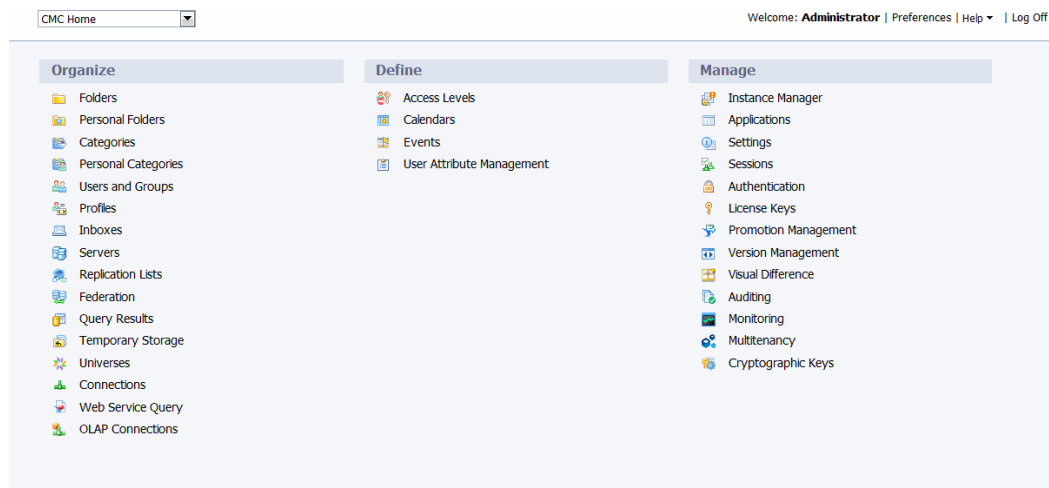 CMC Home
Welcome: Administrator | Preferences | Help | Log Off
Organize
Folders
Personal Folders
Categories
Personal Categories
Users and Groups
Profiles
Inboxes
Servers
Replication Lists
Federation
Query Results
Temporary Storage
Universes
Connections
Web Service Query
OLAP Connections
Define
Access Levels
Calendars
Events
User Attribute Management
Manage
Instance Manager
Applications
Settings
Sessions
Authentication
License Keys
Promotion Management
Version Management
Visual Difference
Auditing
Monitoring
Multitenancy
Cryptographic Keys